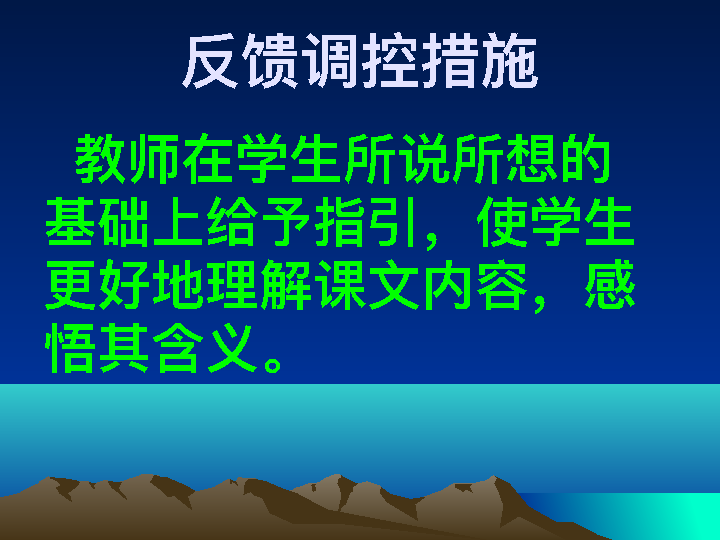 反馈调控措施
教师在学生所说所想的
基础上给予指引，使学生
更好地理解课文内容，感
悟其含义。